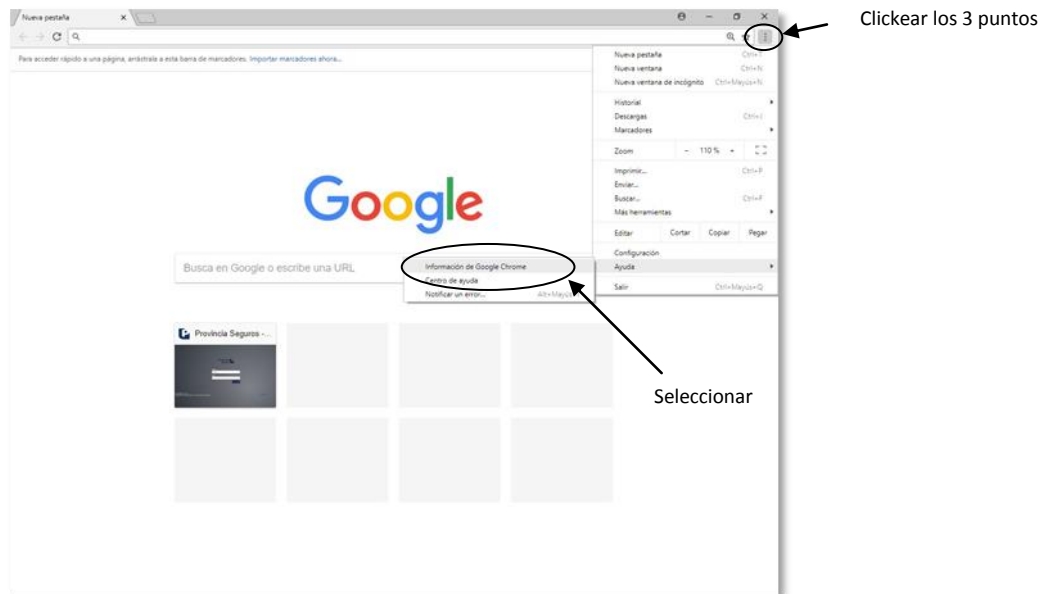 Nueva pestaña
Clickear los 3 puntos
Para acceder rápido a una página, arrástrala a esta barra de marcadores. Importar marcadores ahora...
Nueva pestaña Ctrl+T
Nueva ventana Ctrl+N
Nueva ventana de incógnito Ctrl+Mayús+N
Historial
Descargas Ctrl+J
Marcadores
Zoom - 110 % +
Imprimir... Ctrl+P
Enviar...
Buscar... Ctrl+F
Más herramientas
Editar Cortar Copiar Pegar
Configuración
Ayuda
Salir Ctrl+Mayús+Q
Google
Busca en Google o escribe una URL
Información de Google Chrome
Centro de ayuda
Notificar un error... Alt+Mayús
Provincia Seguros -...
Seleccionar